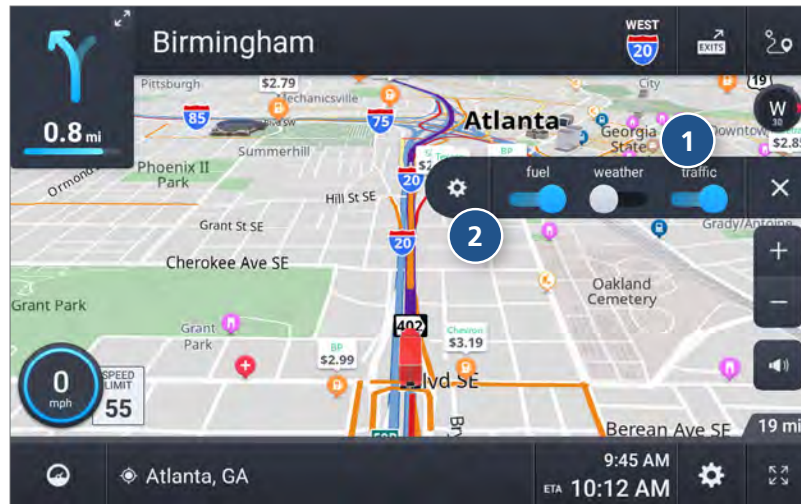 Birmingham
WEST
20
EXITS
0.8 mi
Pittsburgh
$2.79
Mechanicsville
City
19
85
75
Atlanta
W
30
Georgia
State
Downtow
$2.85
1
Summerhill
BP
Phoenix II
Park
Ormond
20
Hill St SE
fuel
weather
traffic
2
Grant St SE
20
Grady/Antoine
Cherokee Ave SE
Oakland
Cemetery
Grant Park
Grant
Park
402
BP
$2.99
Chevron
$3.19
0
mph
SPEED
LIMIT
55
lvd SE
Berean Ave SE
19 mi
Atlanta, GA
9:45 AM
ETA 10:12 AM